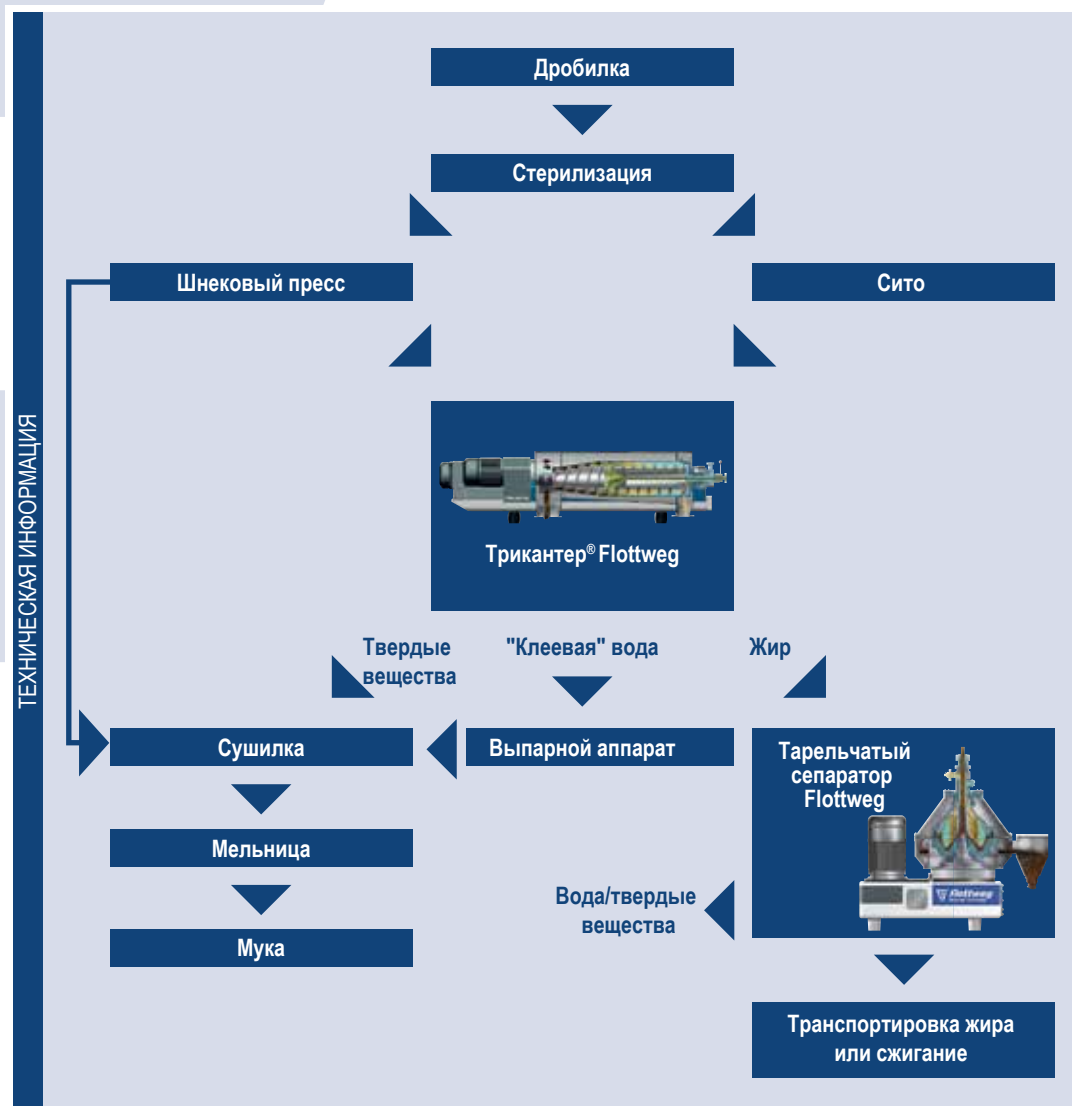 ТЕХНИЧЕСКАЯ ИНФОРМАЦИЯ
Дробилка
Стерилизация
Шнековый пресс
Сито
Трикантер® Flottweg
Твердые
вещества
"Клеевая" вода
Жир
Сушилка
Выпарной аппарат
Тарельчатый
сепаратор
Flottweg
Flottweg
Мельница
Вода/твердые
вещества
Мука
Транспортировка жира
или сжигание